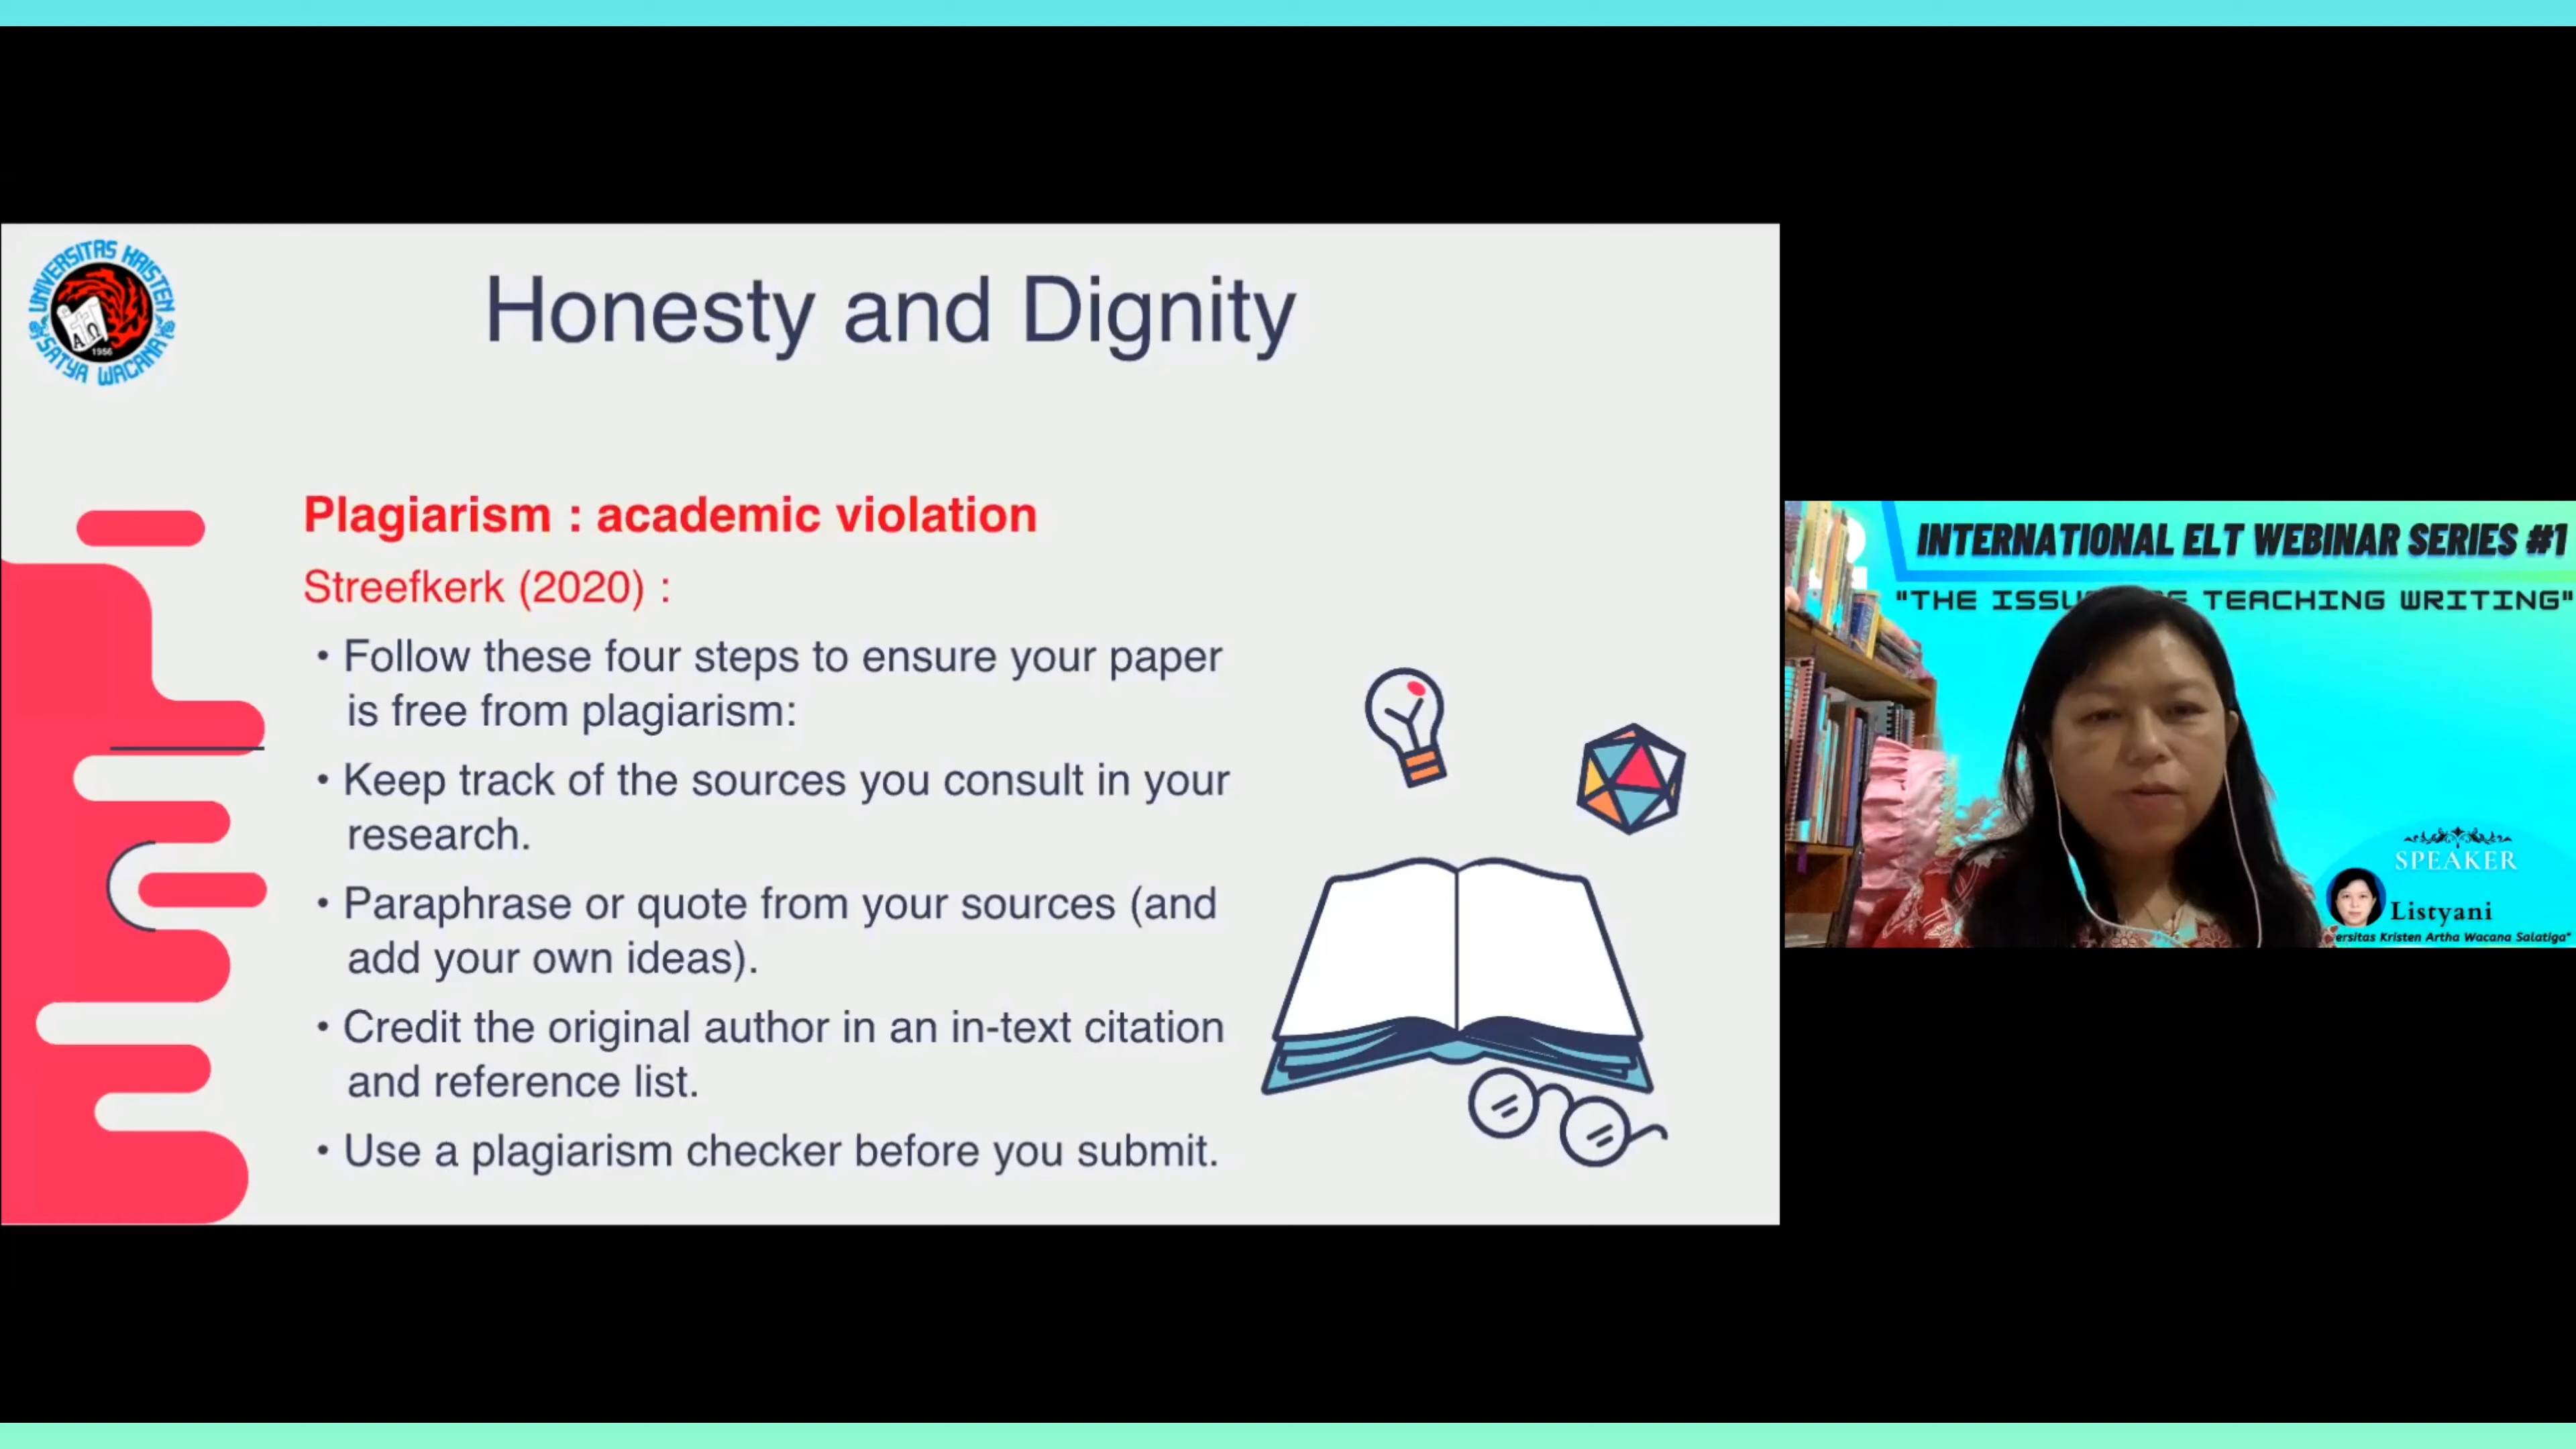 UNIVERSITAS KRISTEN
SATYA WACANA
A Ω
1956
Honesty and Dignity
Plagiarism : academic violation
Streefkerk (2020) :
• Follow these four steps to ensure your paper
is free from plagiarism:
• Keep track of the sources you consult in your
research.
• Paraphrase or quote from your sources (and
add your own ideas).
• Credit the original author in an in-text citation
and reference list.
• Use a plagiarism checker before you submit.
INTERNATIONAL ELT WEBINAR SERIES #1
"THE TEACHING WRITING"
SPEAKER
Listyani
Kristen Artha Wacana Salatiga"